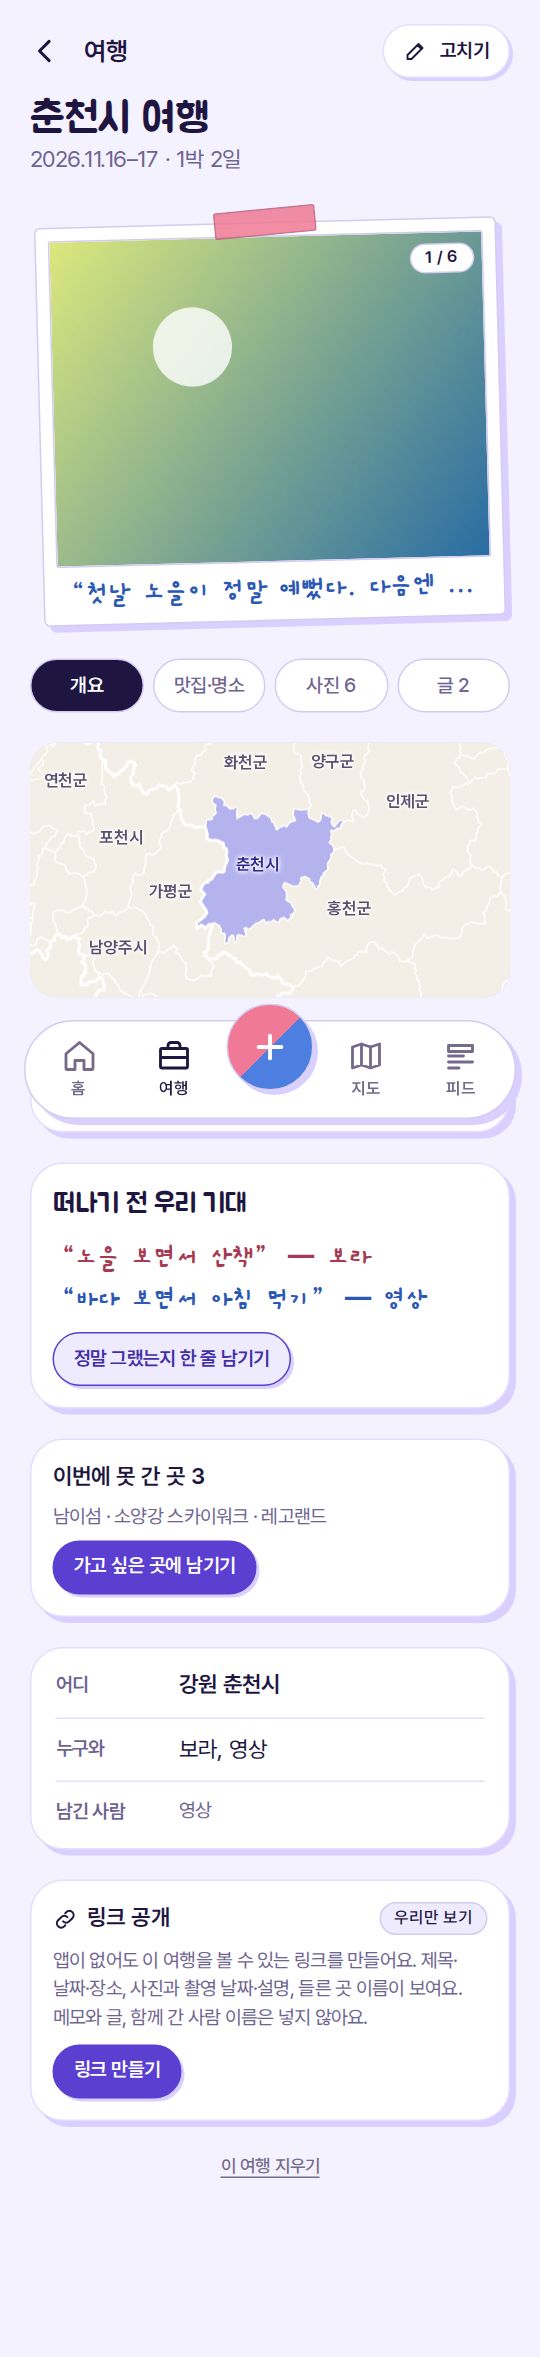 여행
고치기
춘천시 여행
2026.11.16–17 · 1박 2일
1 / 6
“첫날 노을이 정말 예뻤다. 다음엔 ...
개요
맛집·명소
사진 6
글 2
화천군
양구군
연천군
인제군
포천시
춘천시
가평군
홍천군
남양주시
홈
여행
지도
피드
떠나기 전 우리 기대
“노을 보면서 산책” — 보라
“바다 보면서 아침 먹기” — 영상
정말 그랬는지 한 줄 남기기
이번에 못 간 곳 3
남이섬 · 소양강 스카이워크 · 레고랜드
가고 싶은 곳에 남기기
어디 강원 춘천시
누구와 보라, 영상
남긴 사람 영상
링크 공개
우리만 보기
앱이 없어도 이 여행을 볼 수 있는 링크를 만들어요. 제목·
날짜·장소, 사진과 촬영 날짜·설명, 들른 곳 이름이 보여요.
메모와 글, 함께 간 사람 이름은 넣지 않아요.
링크 만들기
이 여행 지우기